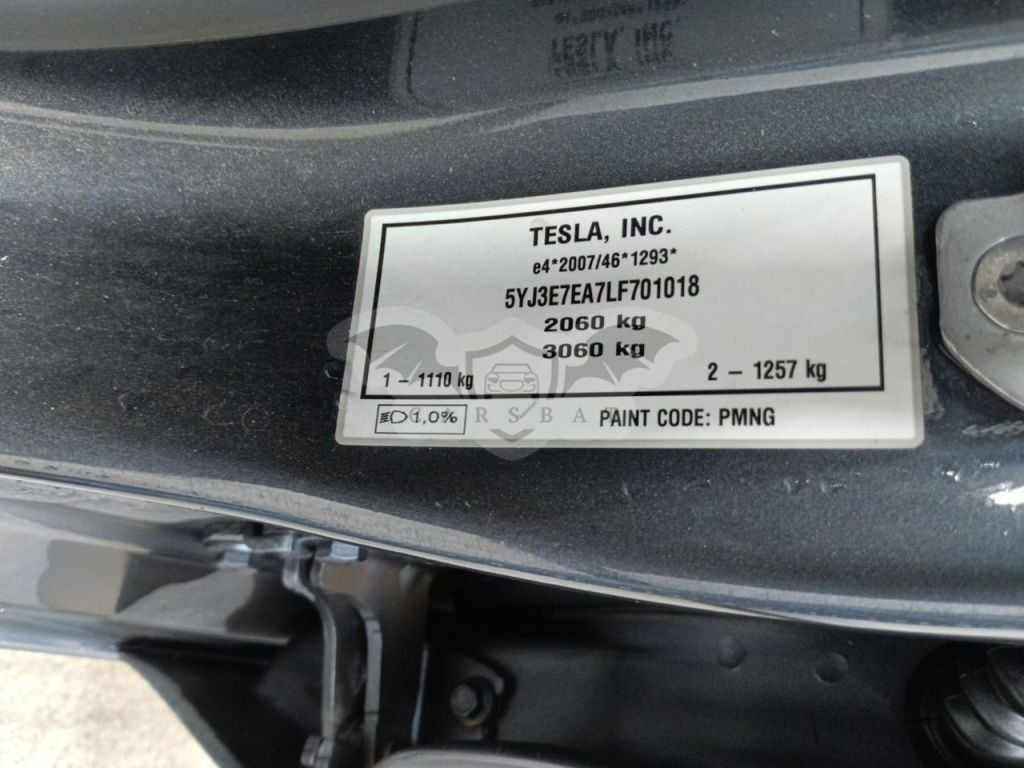 TESLA, INC.
e4*2007/46*1293*
5YJ3E7EA7LF701018
2060 kg
3060 kg
1 – 1110 kg
2 – 1257 kg
1,0%
CARSBAT
PAINT CODE: PMNG
TESLA, INC.